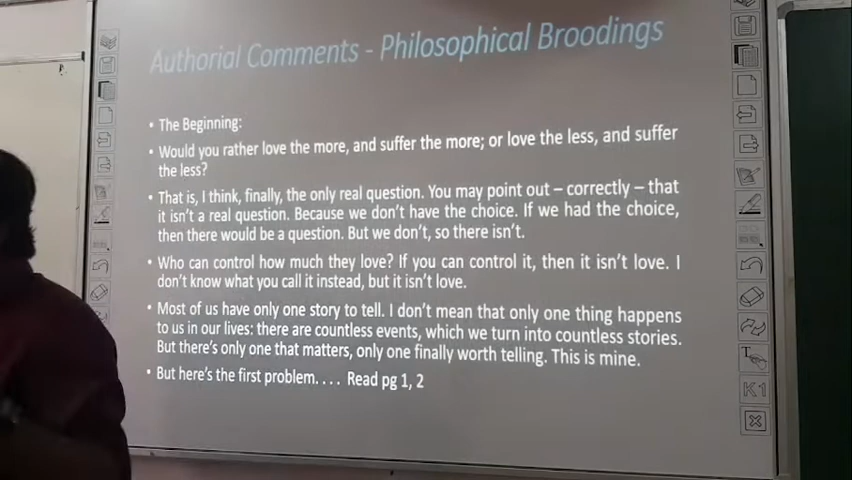 Authorial Comments - Philosophical Broodings
• The Beginning:
• Would you rather love the more, and suffer the more; or love the less, and suffer
the less?
• That is, I think, finally, the only real question. You may point out – correctly – that
it isn't a real question. Because we don't have the choice. If we had the choice,
then there would be a question. But we don't, so there isn't.
• Who can control how much they love? If you can control it, then it isn't love. I
don't know what you call it instead, but it isn't love.
• Most of us have only one story to tell. I don't mean that only one thing happens
to us in our lives: there are countless events, which we turn into countless stories.
But there's only one that matters, only one finally worth telling. This is mine.
• But here's the first problem.... Read pg 1, 2
T
K1